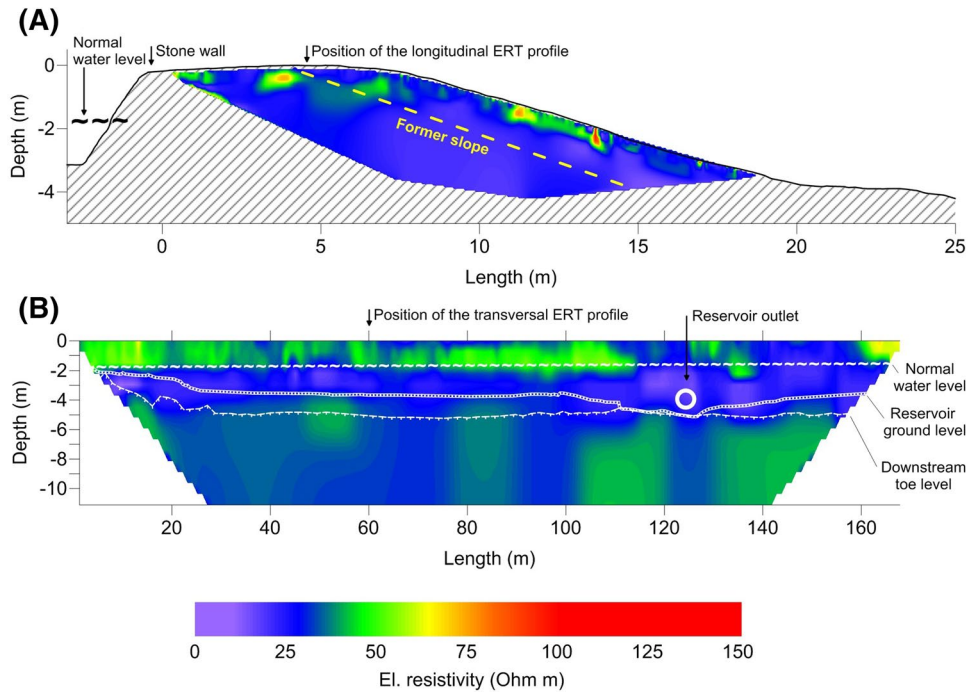 (A)
Normal
water level
Stone wall
Position of the longitudinal ERT profile
0
-2
-4
Depth (m)
Former slope
0 5 10 15 20 25
Length (m)
(B)
Position of the transversal ERT profile
Reservoir outlet
0
-2
-4
-6
-8
-10
Depth (m)
Normal
water level
Reservoir
ground level
Downstream
toe level
20 40 60 80 100 120 140 160
Length (m)
0 25 50 75 100 125 150
El. resistivity (Ohm m)